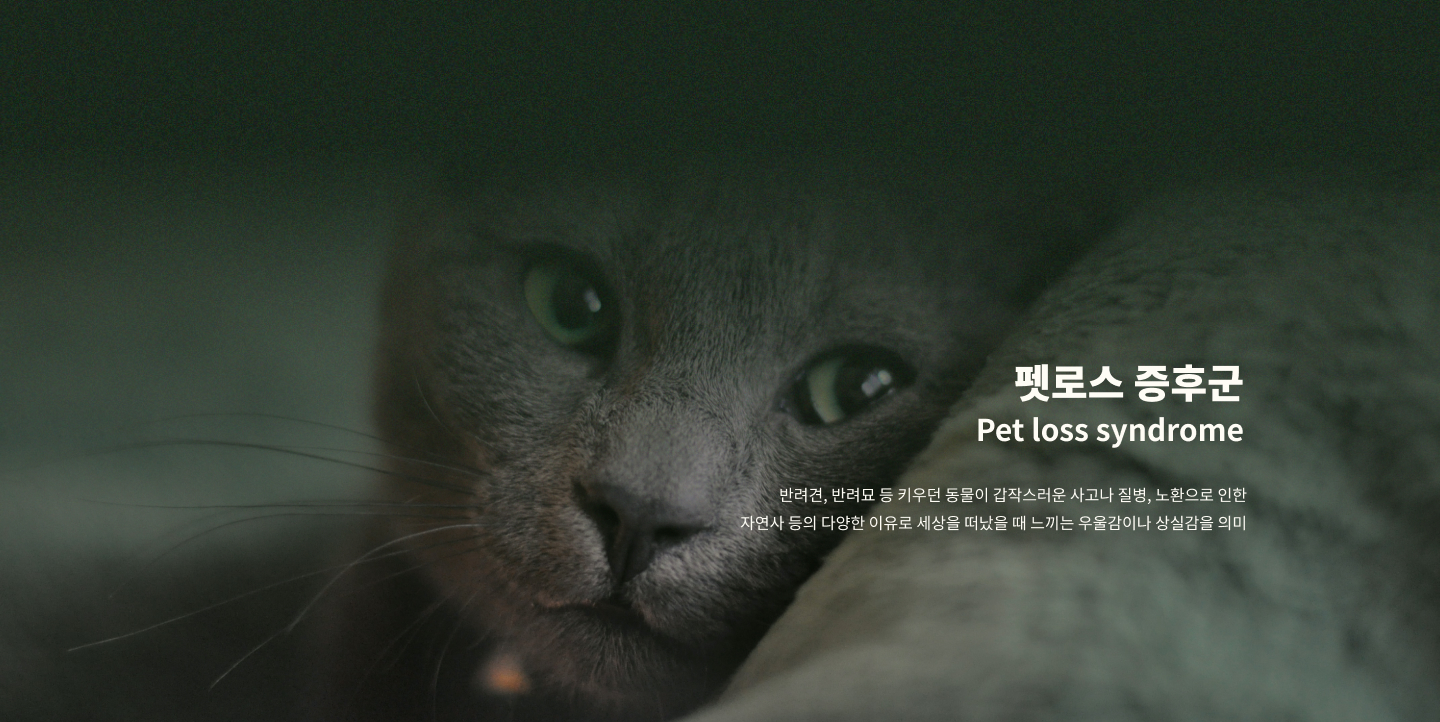 펫로스 증후군
Pet loss syndrome
반려견, 반려묘 등 키우던 동물이 갑작스러운 사고나 질병, 노환으로 인한
자연사 등의 다양한 이유로 세상을 떠났을 때 느끼는 우울감이나 상실감을 의미